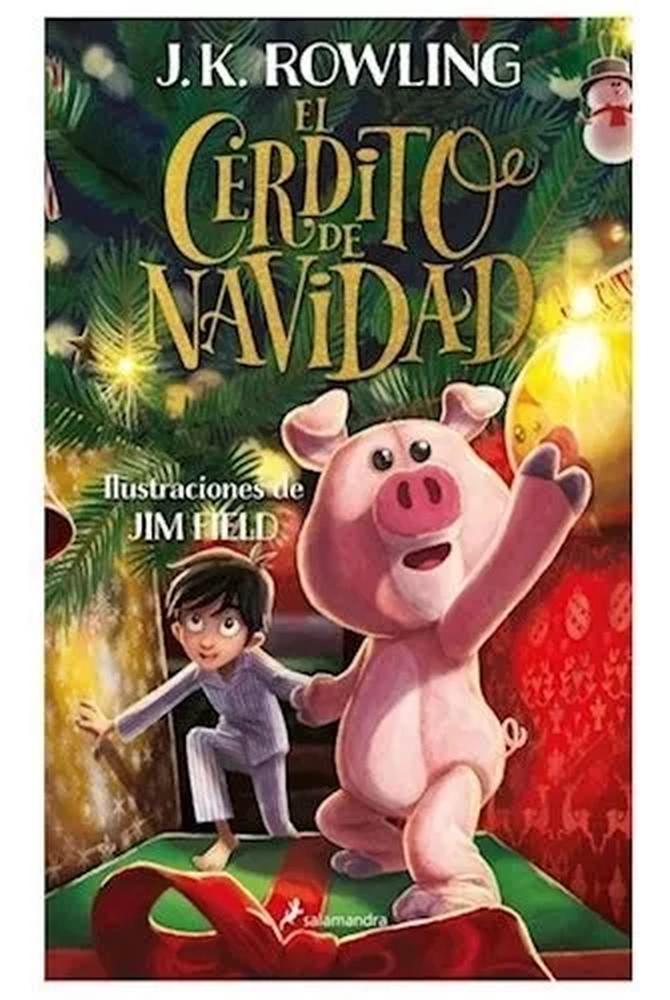 J. K. ROWLING
EL
CERDITO
DE
NAVIDAD
Ilustraciones de
JIM FIELD
salamandra